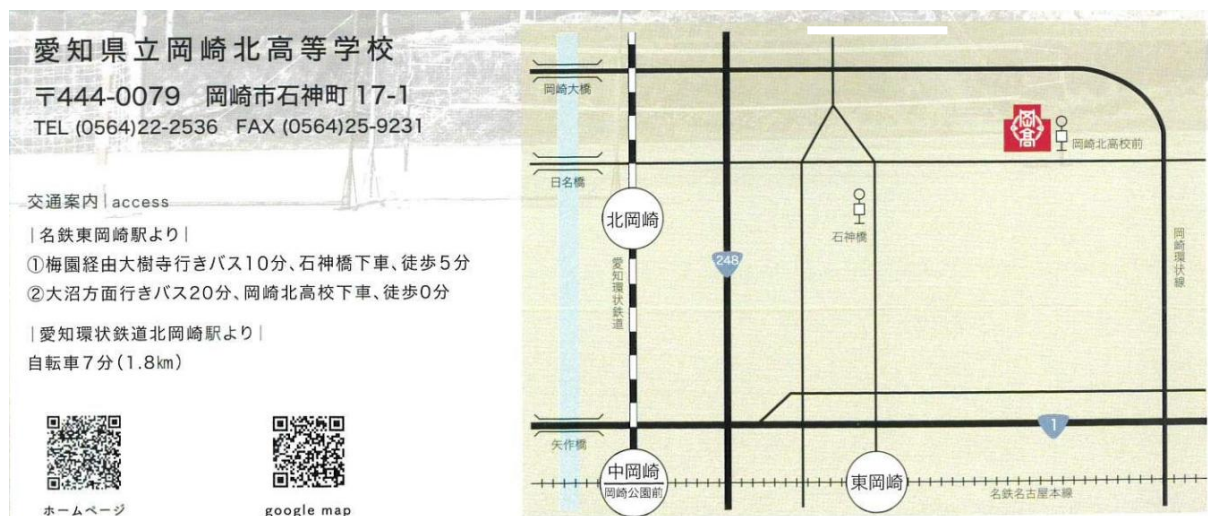 愛知県立岡崎北高等学校
〒444-0079　岡崎市石神町 17-1
TEL (0564)22-2536　FAX (0564)25-9231
交通案内|access
|名鉄東岡崎駅より|
①梅園経由大樹寺行きバス10分、石神橋下車、徒歩5分
②大沼方面行きバス20分、岡崎北高校下車、徒歩0分
|愛知環状鉄道北岡崎駅より|
自転車7分(1.8㎞)
ホームページ
google map
岡崎大橋
岡高
岡崎北高校前
日名橋
北岡崎
石神橋
愛知環状鉄道
248
岡崎環状線
矢作橋
1
中岡崎
岡崎公園前
東岡崎
名鉄名古屋本線